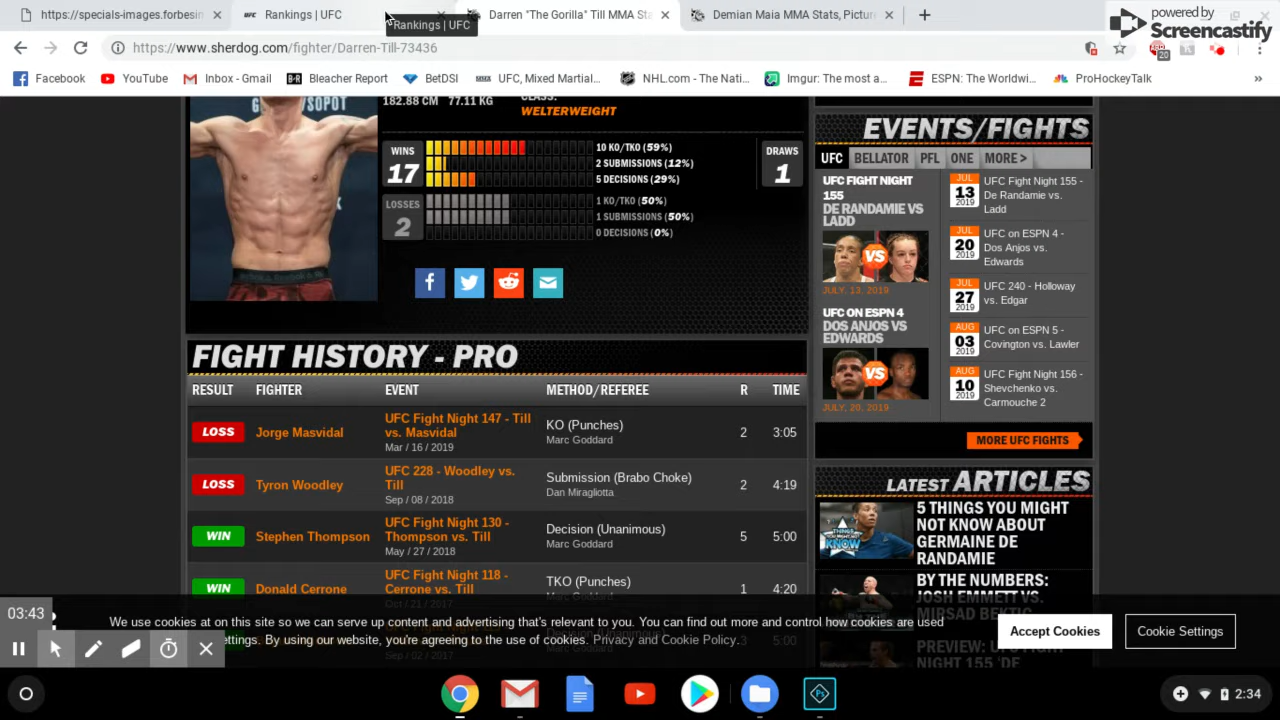 https://specials-images.forbesin
Rankings | UFC
Darren "The Gorilla" Till MMA Sta
Demian Maia MMA Stats, Picture
Rankings | UFC
powered by
Screencastify
https://www.sherdog.com/fighter/Darren-Till-73436
20
Facebook
YouTube
Inbox - Gmail
Bleacher Report
BetDSI
UFC, Mixed Martial...
NHL.com - The Nati...
Imgur: The most a...
ESPN: The Worldwi...
ProHockeyTalk
»
182.88 CM 77.11 KG
CLASS:
WELTERWEIGHT
WINS
17
10 KO/TKO (59%)
2 SUBMISSIONS (12%)
5 DECISIONS (29%)
DRAWS
1
LOSSES
2
1 KO/TKO (50%)
1 SUBMISSIONS (50%)
0 DECISIONS (0%)
FIGHT HISTORY - PRO
RESULT FIGHTER EVENT METHOD/REFEREE R TIME
LOSS
Jorge Masvidal
UFC Fight Night 147 - Till
vs. Masvidal
Mar / 16 / 2019
KO (Punches)
Marc Goddard
2 3:05
LOSS
Tyron Woodley
UFC 228 - Woodley vs.
Till
Sep / 08 / 2018
Submission (Brabo Choke)
Dan Miragliotta
2 4:19
WIN
Stephen Thompson
UFC Fight Night 130 -
Thompson vs. Till
May / 27 / 2018
Decision (Unanimous)
Marc Goddard
5 5:00
WIN
Donald Cerrone
UFC Fight Night 118 -
Cerrone vs. Till
Oct / 21 / 2017
TKO (Punches)
Marc Goddard
1 4:20
Sep / 02 / 2017
EVENTS/FIGHTS
UFC BELLATOR PFL ONE MORE >
UFC FIGHT NIGHT
155
DE RANDAMIE VS
LADD
VS
JULY, 13, 2019
UFC ON ESPN 4
DOS ANJOS VS
EDWARDS
VS
JULY, 20, 2019
JUL
13
2019
UFC Fight Night 155 -
De Randamie vs.
Ladd
JUL
20
2019
UFC on ESPN 4 -
Dos Anjos vs.
Edwards
JUL
27
2019
UFC 240 - Holloway
vs. Edgar
AUG
03
2019
UFC on ESPN 5 -
Covington vs. Lawler
AUG
10
2019
UFC Fight Night 156 -
Shevchenko vs.
Carmouche 2
MORE UFC FIGHTS
LATEST ARTICLES
5 THINGS YOU MIGHT
NOT KNOW ABOUT
GERMAINE DE
RANDAMIE
BY THE NUMBERS:
JOSH EMMETT VS.
MIRSAD BEKTIC
PREVIEW: UFC FIGHT
NIGHT 155 'DE
We use cookies at on this site so we can serve up content and advertising that's relevant to you. You can find out more and control how cookies are used
ettings. By using our website, you're agreeing to the use of cookies. Privacy and Cookie Policy.
Accept Cookies
Cookie Settings
03:43
2:34